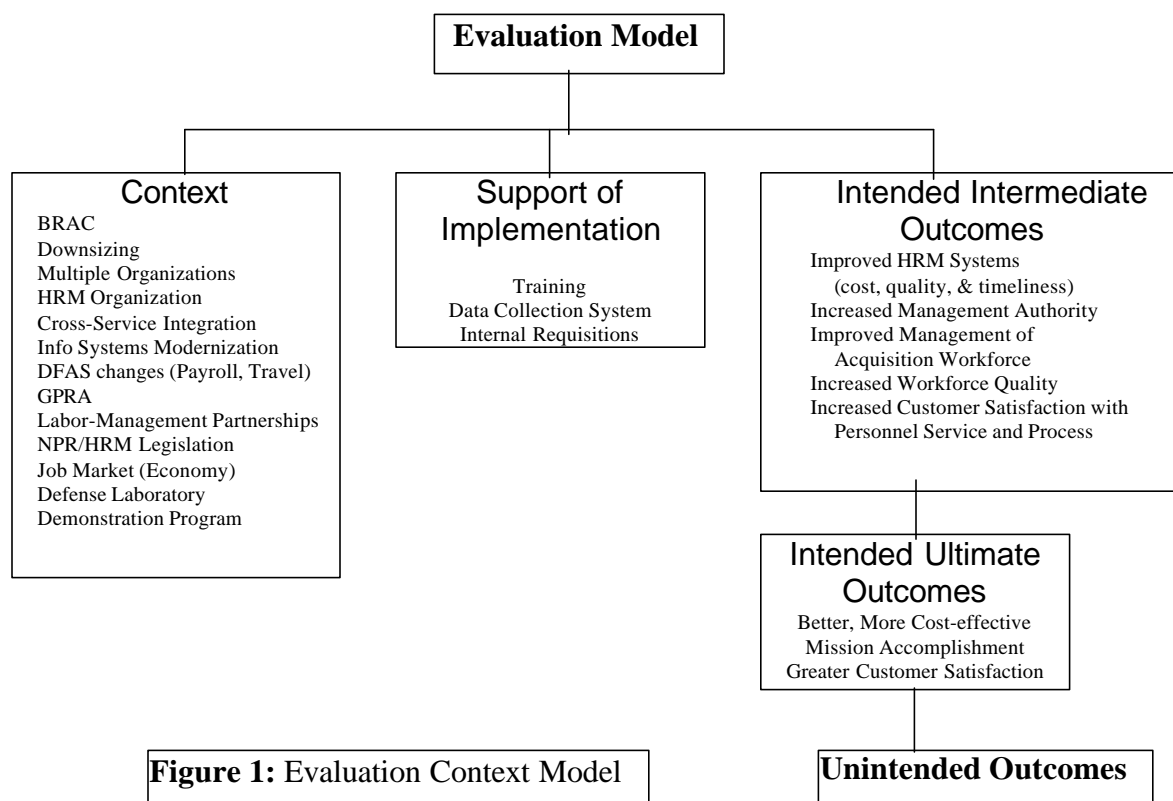 Evaluation Model
Context
BRAC
Downsizing
Multiple Organizations
HRM Organization
Cross-Service Integration
Info Systems Modernization
DFAS changes (Payroll, Travel)
GPRA
Labor-Management Partnerships
NPR/HRM Legislation
Job Market (Economy)
Defense Laboratory
Demonstration Program
Support of
Implementation
Training
Data Collection System
Internal Requisitions
Intended Intermediate
Outcomes
Improved HRM Systems
(cost, quality, & timeliness)
Increased Management Authority
Improved Management of
Acquisition Workforce
Increased Workforce Quality
Increased Customer Satisfaction with
Personnel Service and Process
Intended Ultimate
Outcomes
Better, More Cost-effective
Mission Accomplishment
Greater Customer Satisfaction
Unintended Outcomes
Figure 1: Evaluation Context Model